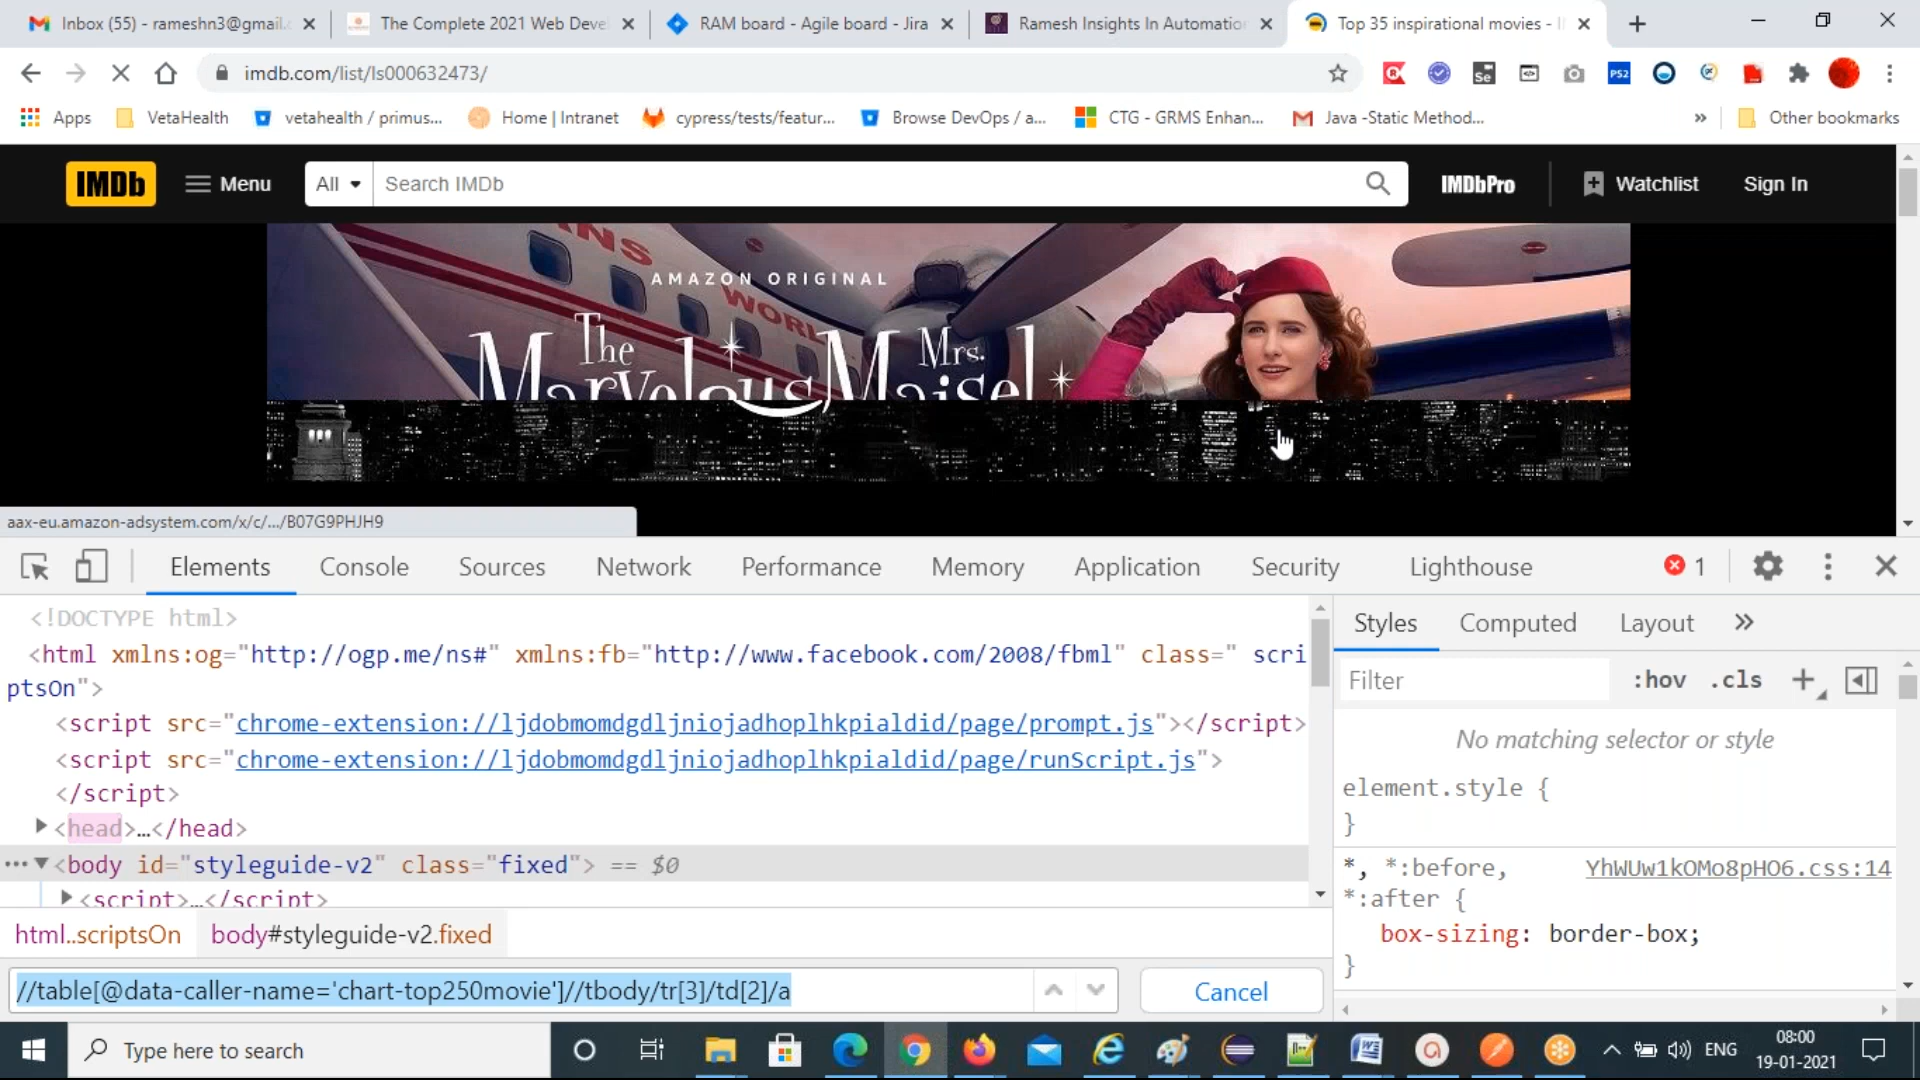 Inbox (55) - rameshn3@gmail.
The Complete 2021 Web Deve
RAM board - Agile board - Jira
Ramesh Insights In Automatio
Top 35 inspirational movies - I
imdb.com/list/ls000632473/
Apps
VetaHealth
vetahealth / primus...
Home | Intranet
cypress/tests/featur...
Browse DevOps / a...
CTG - GRMS Enhan...
Java -Static Method...
»
Other bookmarks
IMDb
Menu
All
Search IMDb
IMDbPro
Watchlist
Sign In
AMAZON ORIGINAL
The Marvelous Mrs. Maisel
aax-eu.amazon-adsystem.com/x/c/.../B07G9PHJH9
Elements
Console
Sources
Network
Performance
Memory
Application
Security
Lighthouse
1
<!DOCTYPE html>
<html xmlns:og="http://ogp.me/ns#" xmlns:fb="http://www.facebook.com/2008/fbml" class=" scri
ptsOn">
<script src="chrome-extension://ljdobmomdgdljniojadhoplhkpialdid/page/prompt.js"></script>
<script src="chrome-extension://ljdobmomdgdljniojadhoplhkpialdid/page/runScript.js">
</script>
<head>…</head>
<body id="styleguide-v2" class="fixed"> == $0
<script>…</script>
html..scriptsOn
body#styleguide-v2.fixed
//table[@data-caller-name='chart-top250movie']//tbody/tr[3]/td[2]/a
Cancel
Styles
Computed
Layout
»
Filter
:hov
.cls
No matching selector or style
element.style {
}
*, *:before,
YhWUw1kOMo8pHO6.css:14
*:after {
box-sizing: border-box;
}
Type here to search
ENG
08:00
19-01-2021